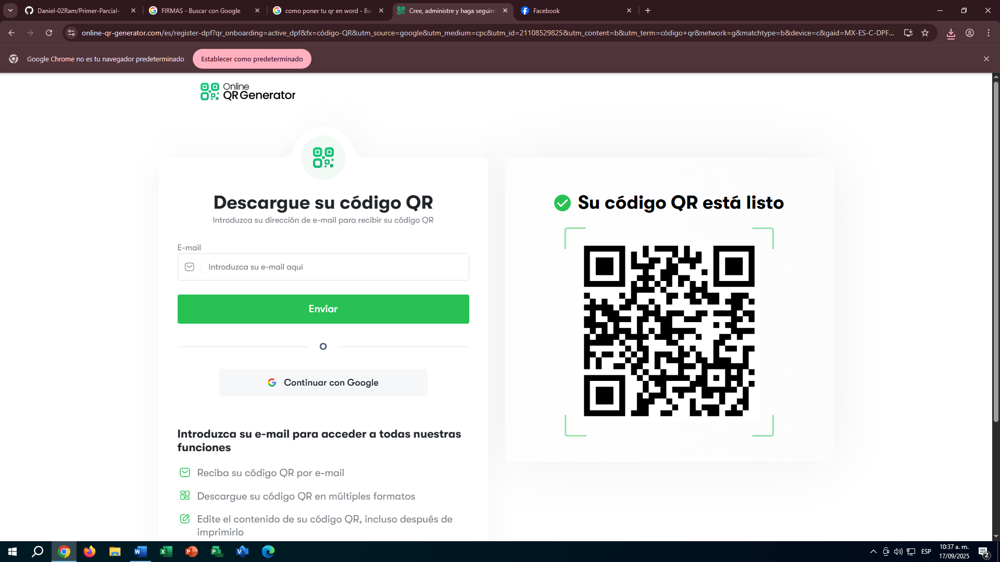 Daniel-02Ram/Primer-Parcial-
FIRMAS - Buscar con Google
como poner tu qr en word - Bu
Cree, administre y haga seguim
Facebook
online-qr-generator.com/es/register-dpf?qr_onboarding=active_dpf&fx=código-QR&utm_source=google&utm_medium=cpc&utm_id=21108529825&utm_content=b&utm_term=código+qr&network=g&matchtype=b&device=c&gaid=MX-ES-C-DPF...
Google Chrome no es tu navegador predeterminado
Establecer como predeterminado
Online
QR Generator
Descargue su código QR
Introduzca su dirección de e-mail para recibir su código QR
E-mail
Introduzca su e-mail aquí
Enviar
O
Continuar con Google
Introduzca su e-mail para acceder a todas nuestras
funciones
Reciba su código QR por e-mail
Descargue su código QR en múltiples formatos
Edite el contenido de su código QR, incluso después de
imprimirlo
Su código QR está listo
ESP
10:37 a. m.
17/09/2025
2